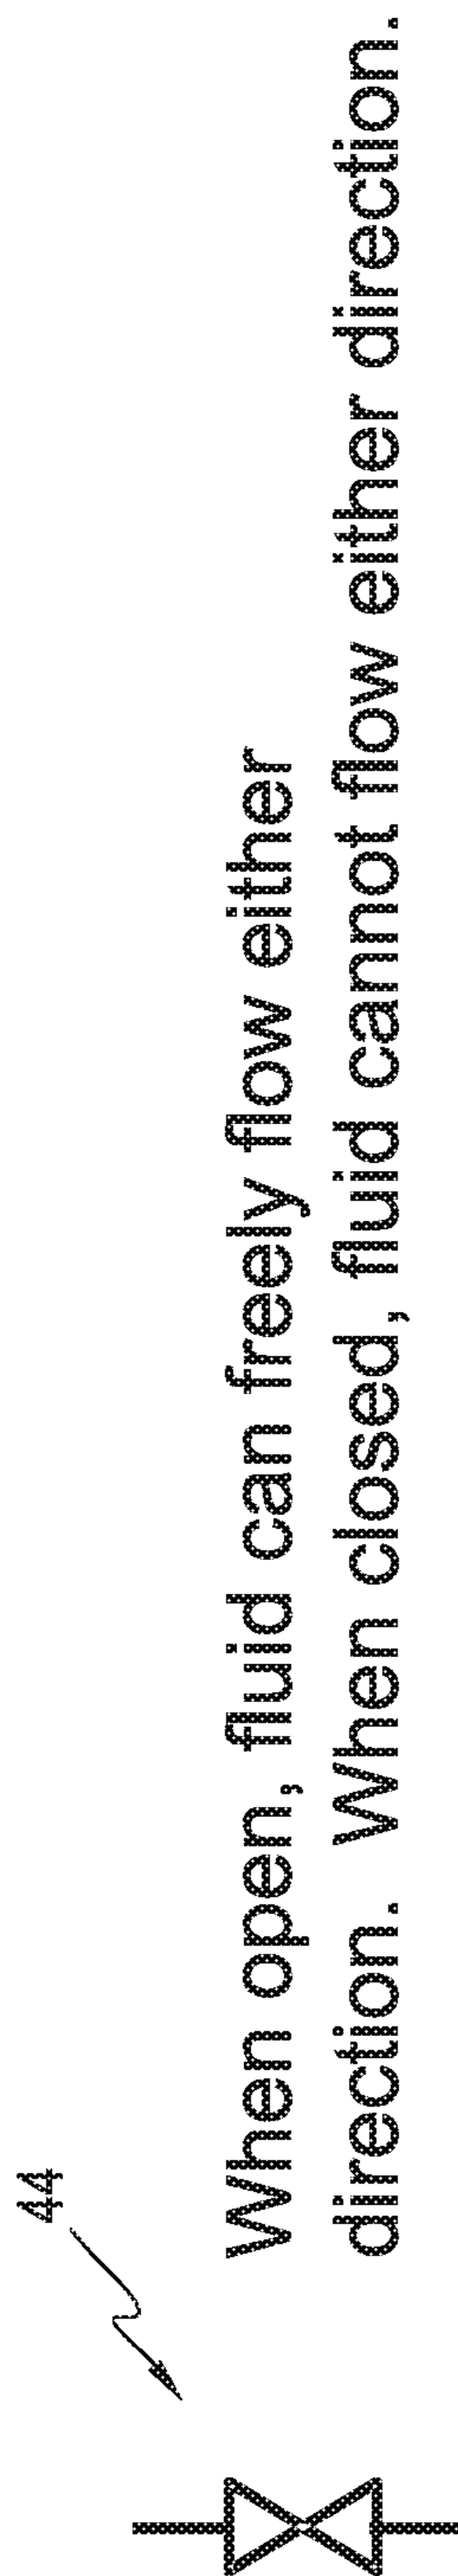 44
When open, fluid can freely flow either
direction. When closed, fluid cannot flow either direction.